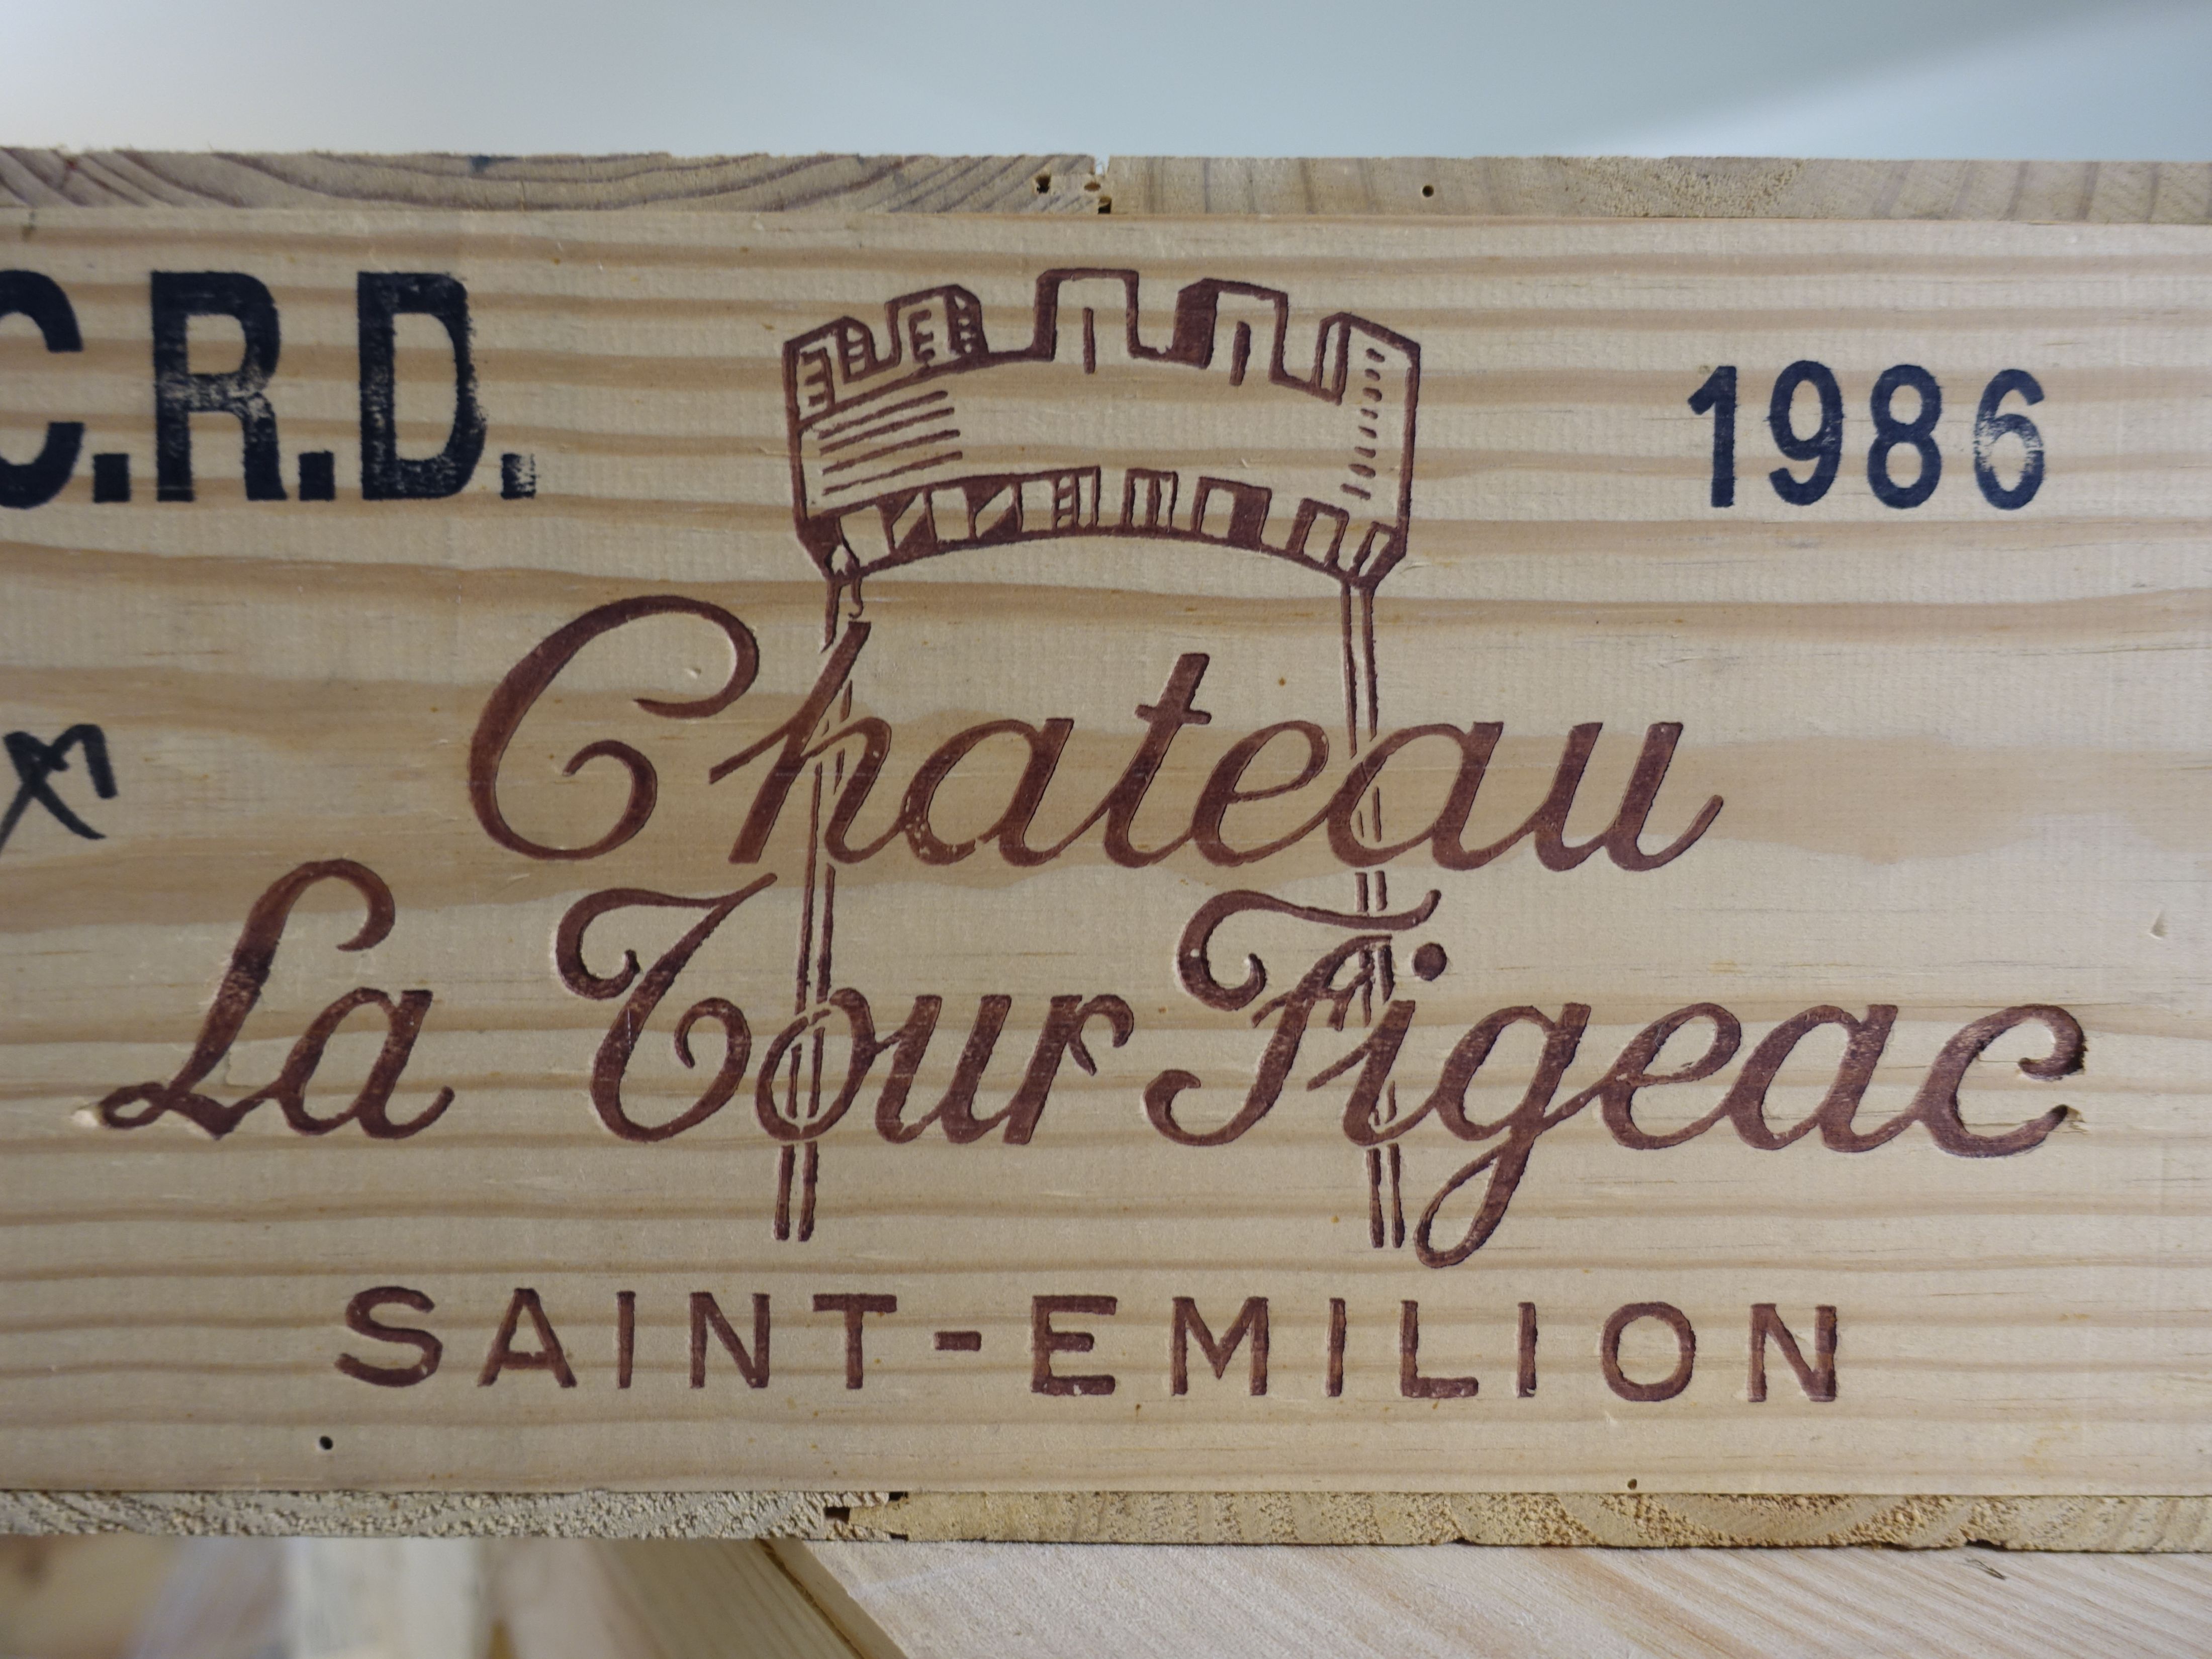 C.R.D.
1986
Chateau
La Tour Figeac
SAINT-EMILION